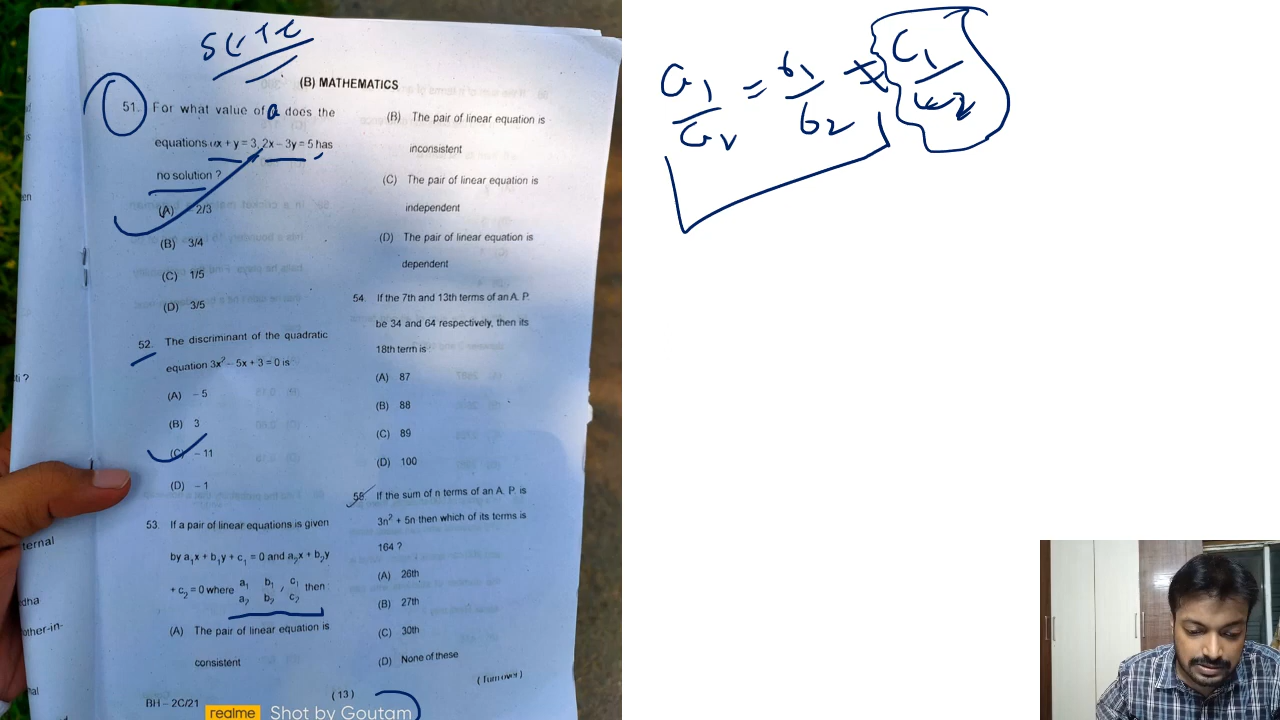 (B) MATHEMATICS
51. For what value of a does the
equations ax + y = 3, 2x – 3y = 5 has
no solution ?
(A) – 2/3
(B) 3/4
(C) 1/5
(D) 3/5
52. The discriminant of the quadratic
equation 3x² – 5x + 3 = 0 is
(A) – 5
(B) 3
(C) – 11
(D) – 1
53. If a pair of linear equations is given
by a₁x + b₁y + c₁ = 0 and a₂x + b₂y
+ c₂ = 0 where a₁/a₂ b₁/b₂ , c₁/c₂ then :
(A) The pair of linear equation is
consistent
BH – 2C/21
(B) The pair of linear equation is
inconsistent
(C) The pair of linear equation is
independent
(D) The pair of linear equation is
dependent
54. If the 7th and 13th terms of an A. P.
be 34 and 64 respectively, then its
18th term is :
(A) 87
(B) 88
(C) 89
(D) 100
55. If the sum of n terms of an A. P. is
3n² + 5n then which of its terms is
164 ?
(A) 26th
(B) 27th
(C) 30th
(D) None of these
(13)
(Turn over)
ternal
dha
other-in-
realme Shot by Goutam
a₁/a₂ = b₁/b₂ ≠ c₁/c₂